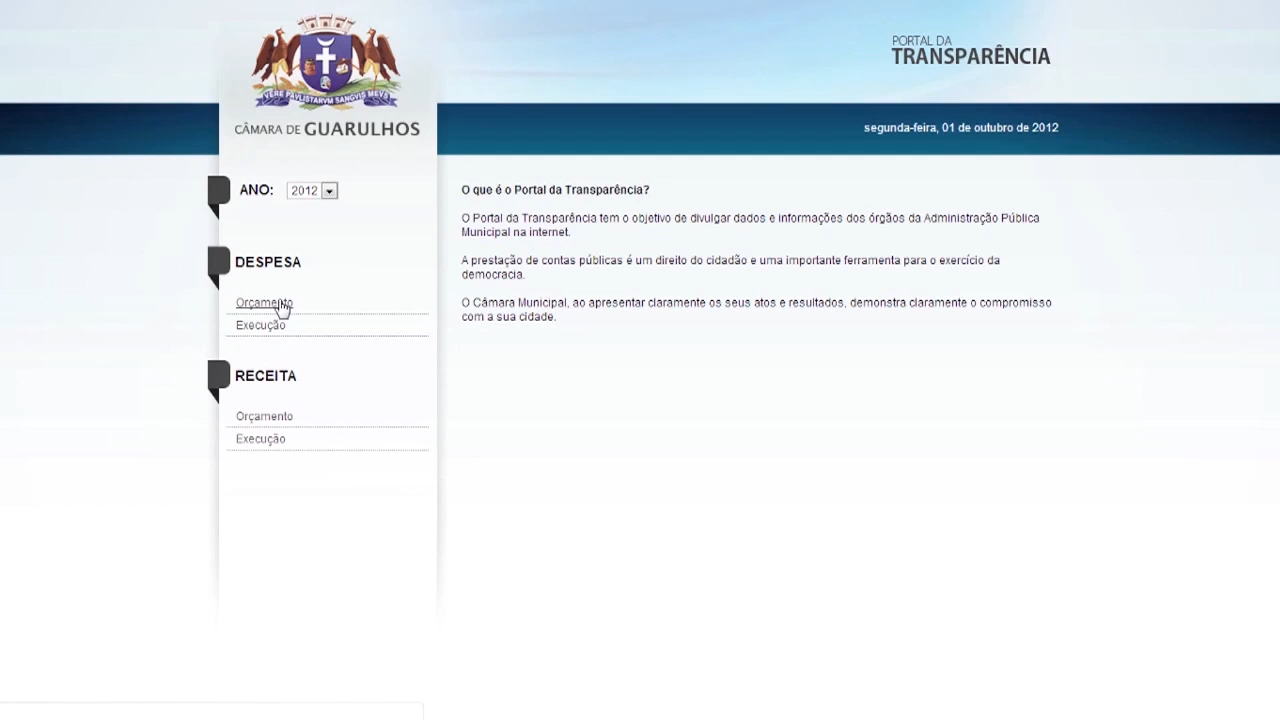 PORTAL DA
TRANSPARÊNCIA
VERE PAVLISTARVM SANGVIS MEVS
CÂMARA DE GUARULHOS
segunda-feira, 01 de outubro de 2012
ANO: 2012
DESPESA
Orçamento
Execução
RECEITA
Orçamento
Execução
O que é o Portal da Transparência?
O Portal da Transparência tem o objetivo de divulgar dados e informações dos órgãos da Administração Pública
Municipal na internet.
A prestação de contas públicas é um direito do cidadão e uma importante ferramenta para o exercício da
democracia.
O Câmara Municipal, ao apresentar claramente os seus atos e resultados, demonstra claramente o compromisso
com a sua cidade.